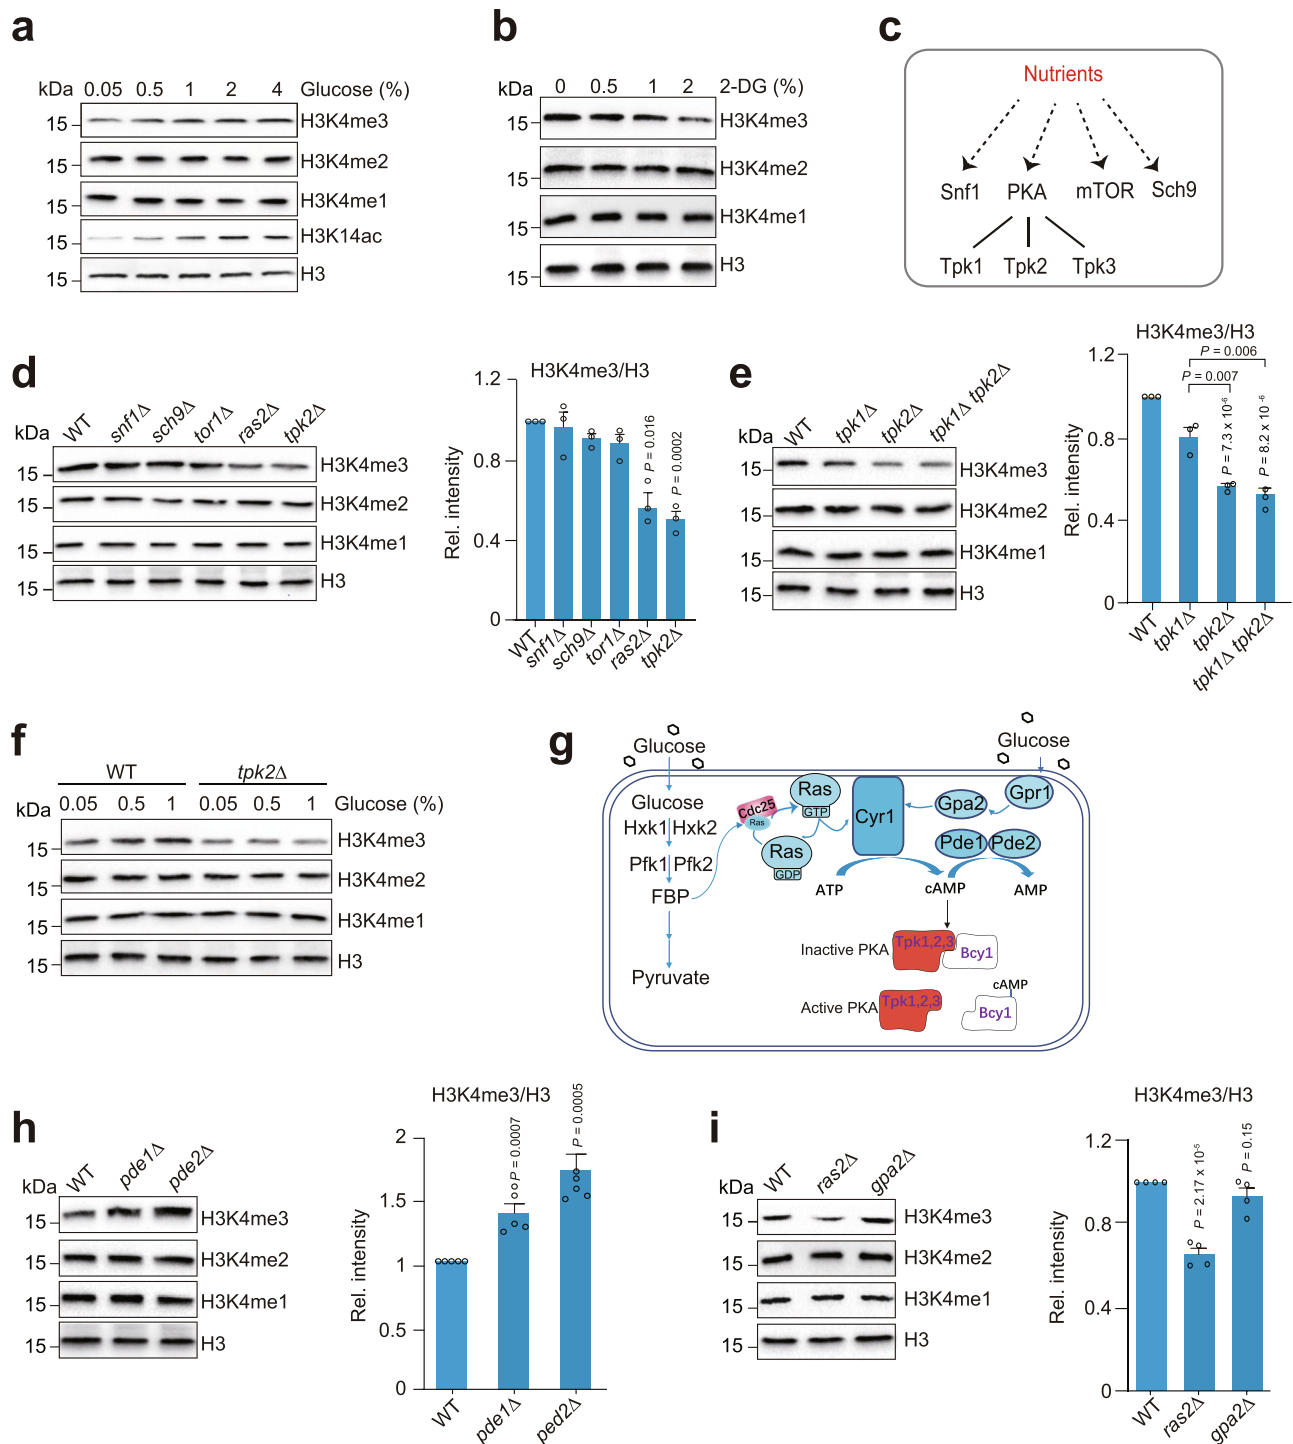 a
kDa 0.05 0.5 1 2 4 Glucose (%)
15 H3K4me3
15 H3K4me2
15 H3K4me1
H3K14ac
15 H3
b
kDa 0 0.5 1 2 2-DG (%)
15 H3K4me3
15 H3K4me2
15 H3K4me1
15 H3
c
Nutrients
Snf1 PKA mTOR Sch9
Tpk1 Tpk2 Tpk3
d
kDa WT snf1Δ sch9Δ tor1Δ ras2Δ tpk2Δ
15 H3K4me3
15 H3K4me2
15 H3K4me1
15 H3
H3K4me3/H3
Rel. intensity
1.2
0.8
0.4
0
P = 0.016
P = 0.0002
WT snf1Δ sch9Δ tor1Δ ras2Δ tpk2Δ
e
kDa WT tpk1Δ tpk2Δ tpk1Δ tpk2Δ
15 H3K4me3
15 H3K4me2
15 H3K4me1
15 H3
H3K4me3/H3
Rel. intensity
1.2
0.8
0.4
0
P = 0.006
P = 0.007
P = 7.3 x 10-6
P = 8.2 x 10-6
WT tpk1Δ tpk2Δ tpk1Δ tpk2Δ
f
WT tpk2Δ
kDa 0.05 0.5 1 0.05 0.5 1 Glucose (%)
15 H3K4me3
15 H3K4me2
15 H3K4me1
15 H3
g
Glucose
Glucose
Glucose
Hxk1 Hxk2
Pfk1 Pfk2
FBP
Pyruvate
Cdc25
Ras
Ras
GTP
Ras
GDP
Cyr1
Gpa2
Gpr1
Pde1 Pde2
ATP cAMP AMP
Inactive PKA Tpk1,2,3 Bcy1
cAMP
Active PKA Tpk1,2,3 Bcy1
h
kDa WT pde1Δ pde2Δ
15 H3K4me3
15 H3K4me2
15 H3K4me1
15 H3
H3K4me3/H3
Rel. intensity
2
1.5
1
0.5
0
P = 0.0007
P = 0.0005
WT pde1Δ ped2Δ
i
kDa WT ras2Δ gpa2Δ
15 H3K4me3
15 H3K4me2
15 H3K4me1
15 H3
H3K4me3/H3
Rel. intensity
1.2
0.8
0.4
0
P = 2.17 x 10-5
P = 0.15
WT ras2Δ gpa2Δ